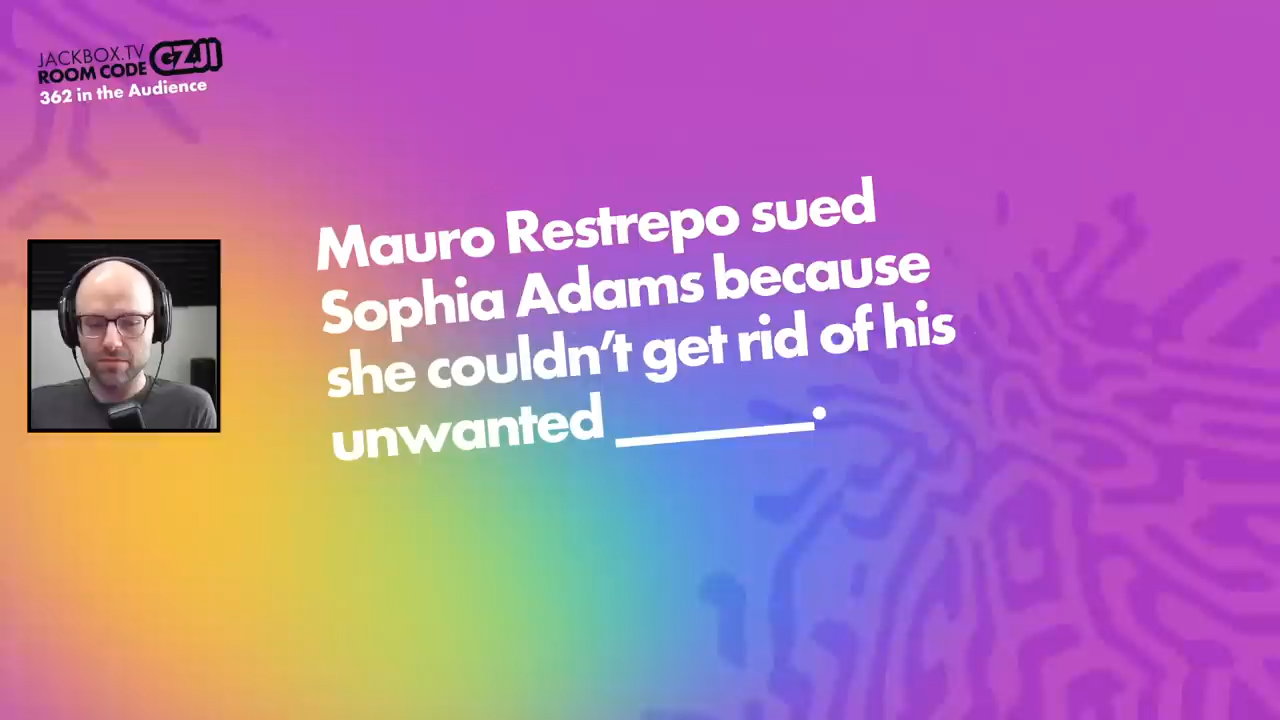 JACKBOX.TV
ROOM CODE GZJI
362 in the Audience
Mauro Restrepo sued
Sophia Adams because
she couldn’t get rid of his
unwanted ________.